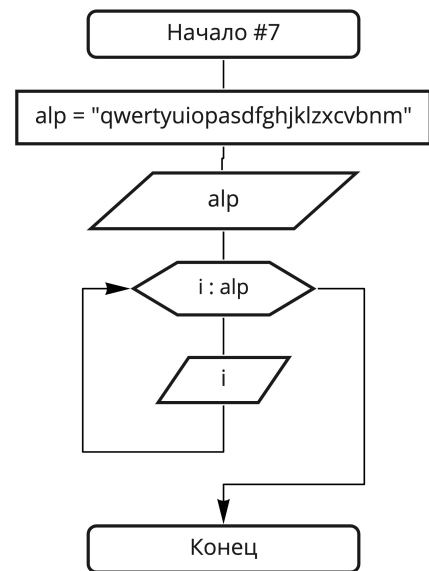 Начало #7
alp = "qwertyuiopasdfghjklzxcvbnm"
alp
i : alp
i
Конец